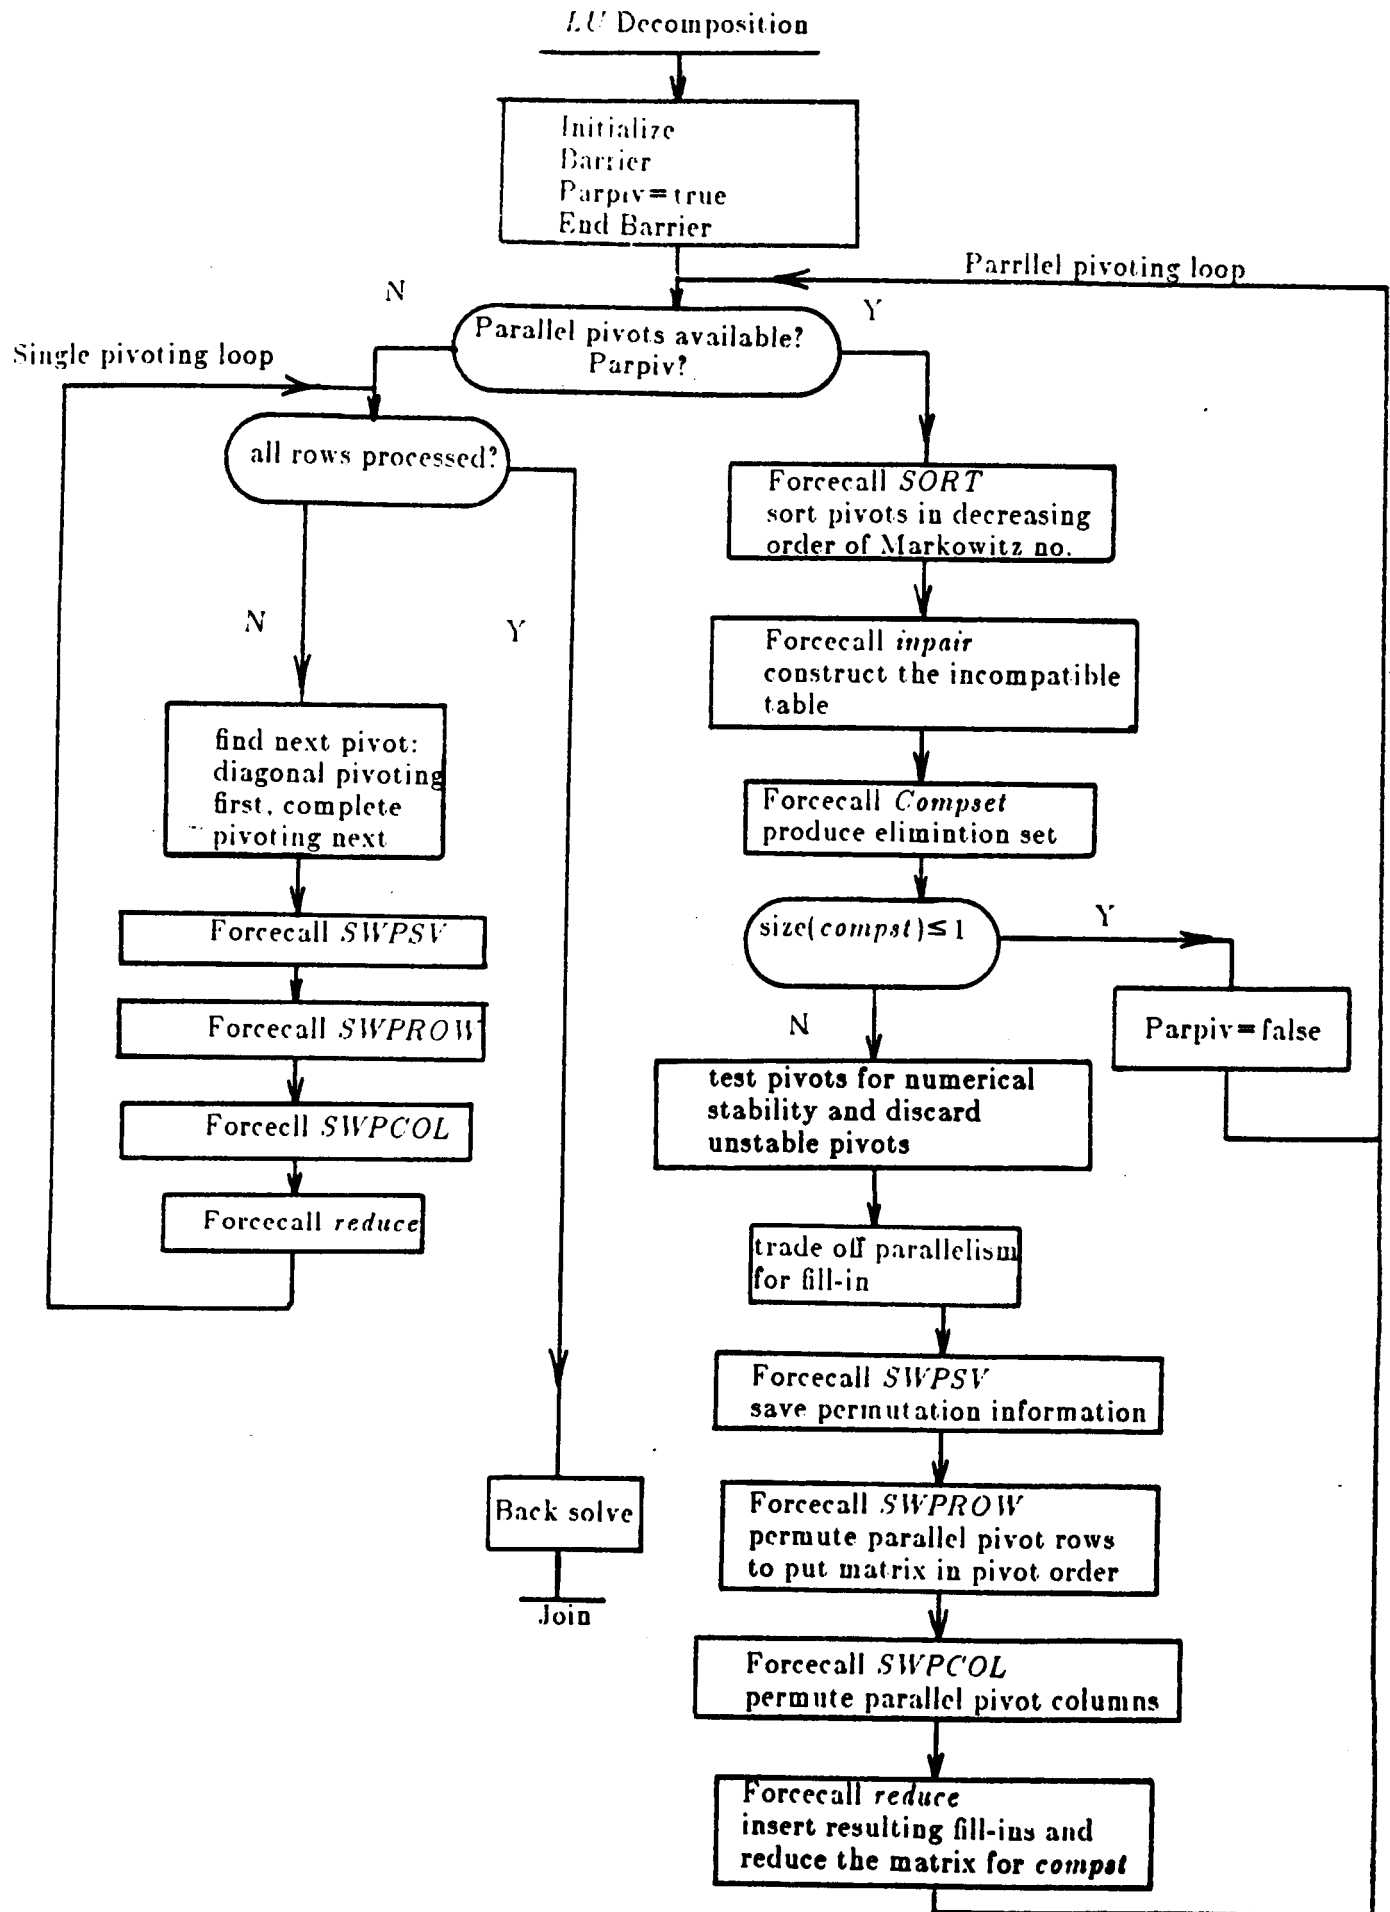 LU Decomposition
Initialize
Barrier
Parpiv=true
End Barrier
Parrllel pivoting loop
N
Y
Parallel pivots available?
Parpiv?
Single pivoting loop
all rows processed?
N
Y
find next pivot:
diagonal pivoting
first, complete
pivoting next
Forcecall SWPSV
Forcecall SWPROW
Forcecll SWPCOL
Forcecall reduce
Back solve
Join
Forcecall SORT
sort pivots in decreasing
order of Markowitz no.
Forcecall inpair
construct the incompatible
table
Forcecall Compset
produce elimintion set
size(compst)≤1
Y
N
Parpiv=false
test pivots for numerical
stability and discard
unstable pivots
trade off parallelism
for fill-in
Forcecall SWPSV
save permutation information
Forcecall SWPROW
permute parallel pivot rows
to put matrix in pivot order
Forcecall SWPCOL
permute parallel pivot columns
Forcecall reduce
insert resulting fill-ins and
reduce the matrix for compst